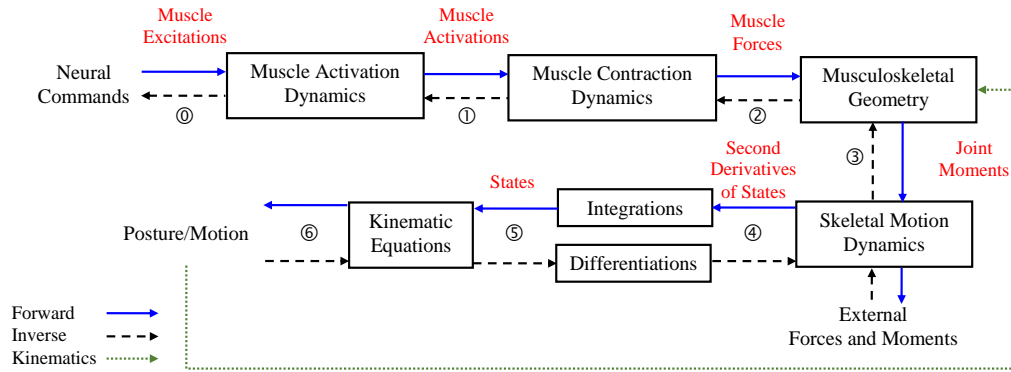 Muscle
Excitations
Muscle
Activations
Muscle
Forces
Neural
Commands
Muscle Activation
Dynamics
Muscle Contraction
Dynamics
Musculoskeletal
Geometry
⓪
①
②
③
Joint
Moments
Second
Derivatives
of States
States
Integrations
Kinematic
Equations
Skeletal Motion
Dynamics
Posture/Motion
⑥
⑤
④
Differentiations
External
Forces and Moments
Forward
Inverse
Kinematics